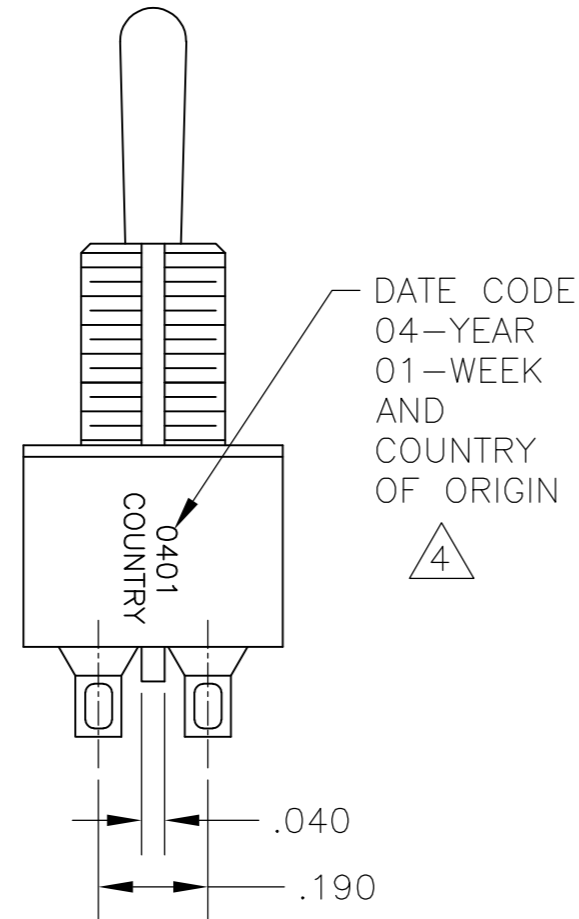 DATE CODE
04-YEAR
01-WEEK
AND
COUNTRY
OF ORIGIN
4
0401
COUNTRY
.040
.190